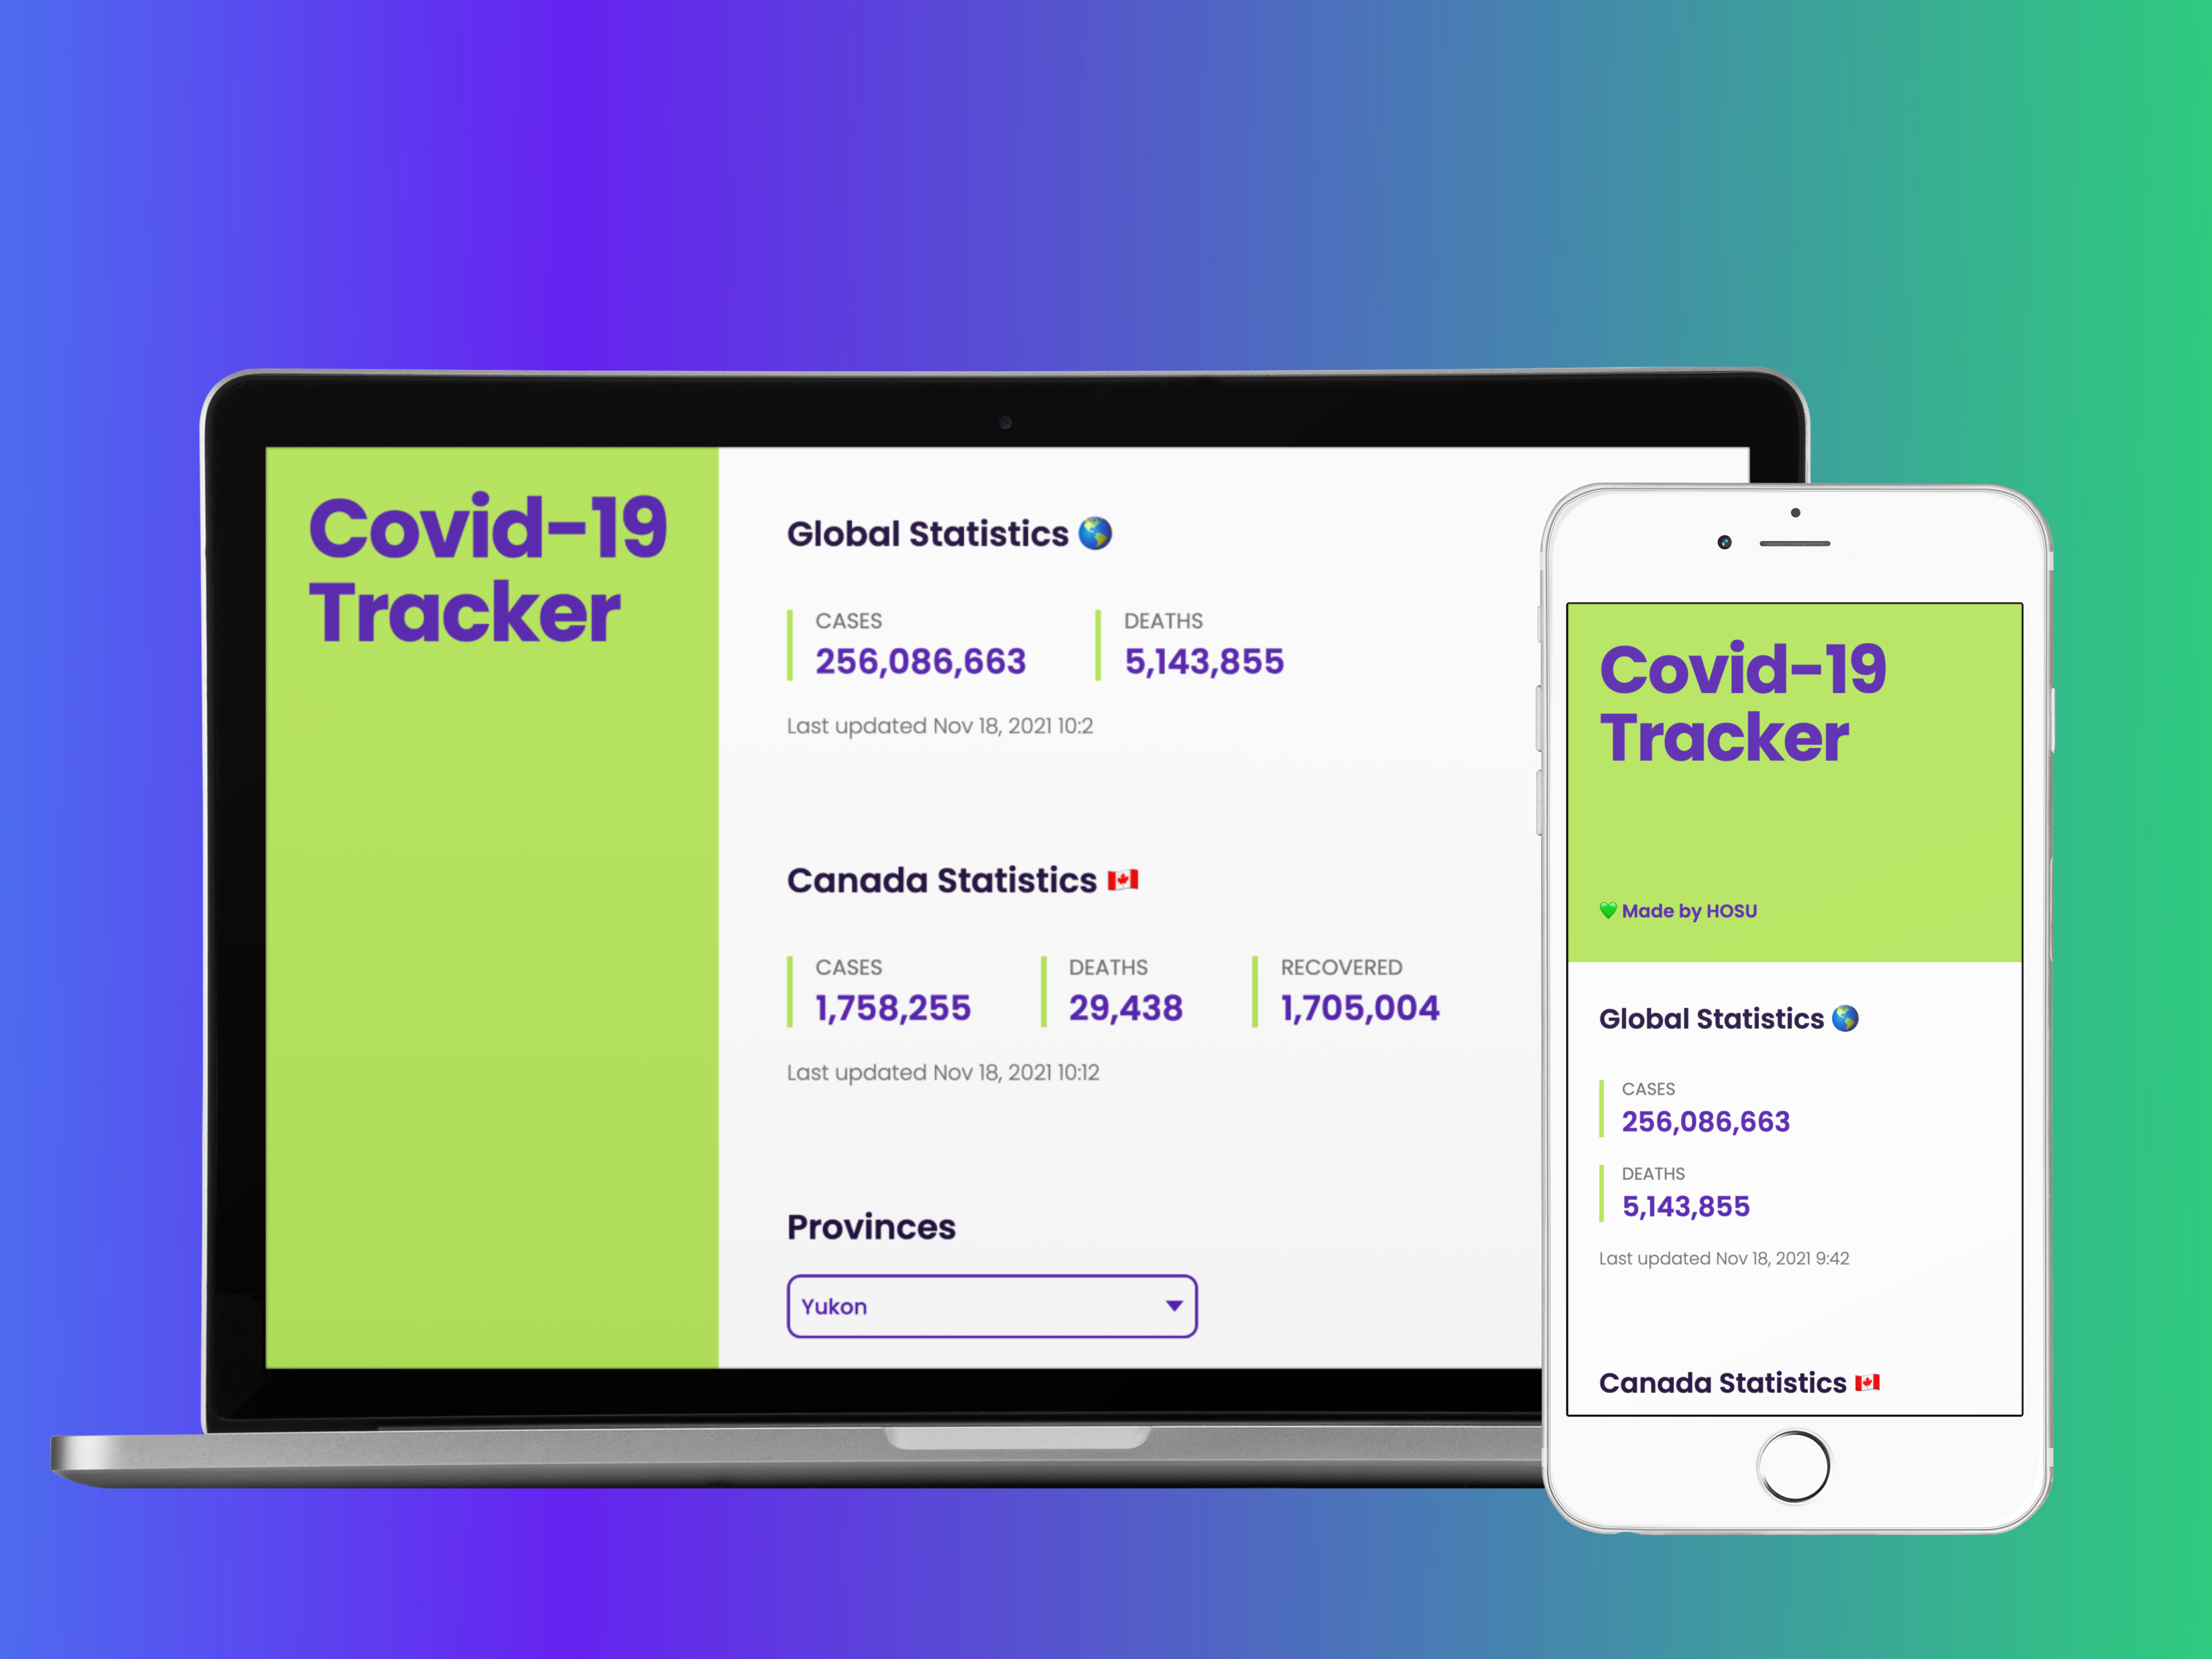 Covid-19
Tracker
Global Statistics 🌎
CASES
256,086,663
DEATHS
5,143,855
Last updated Nov 18, 2021 10:2
Canada Statistics 🇨🇦
CASES
1,758,255
DEATHS
29,438
RECOVERED
1,705,004
Last updated Nov 18, 2021 10:12
Provinces
Yukon
Covid-19
Tracker
💚 Made by HOSU
Global Statistics 🌎
CASES
256,086,663
DEATHS
5,143,855
Last updated Nov 18, 2021 9:42
Canada Statistics 🇨🇦